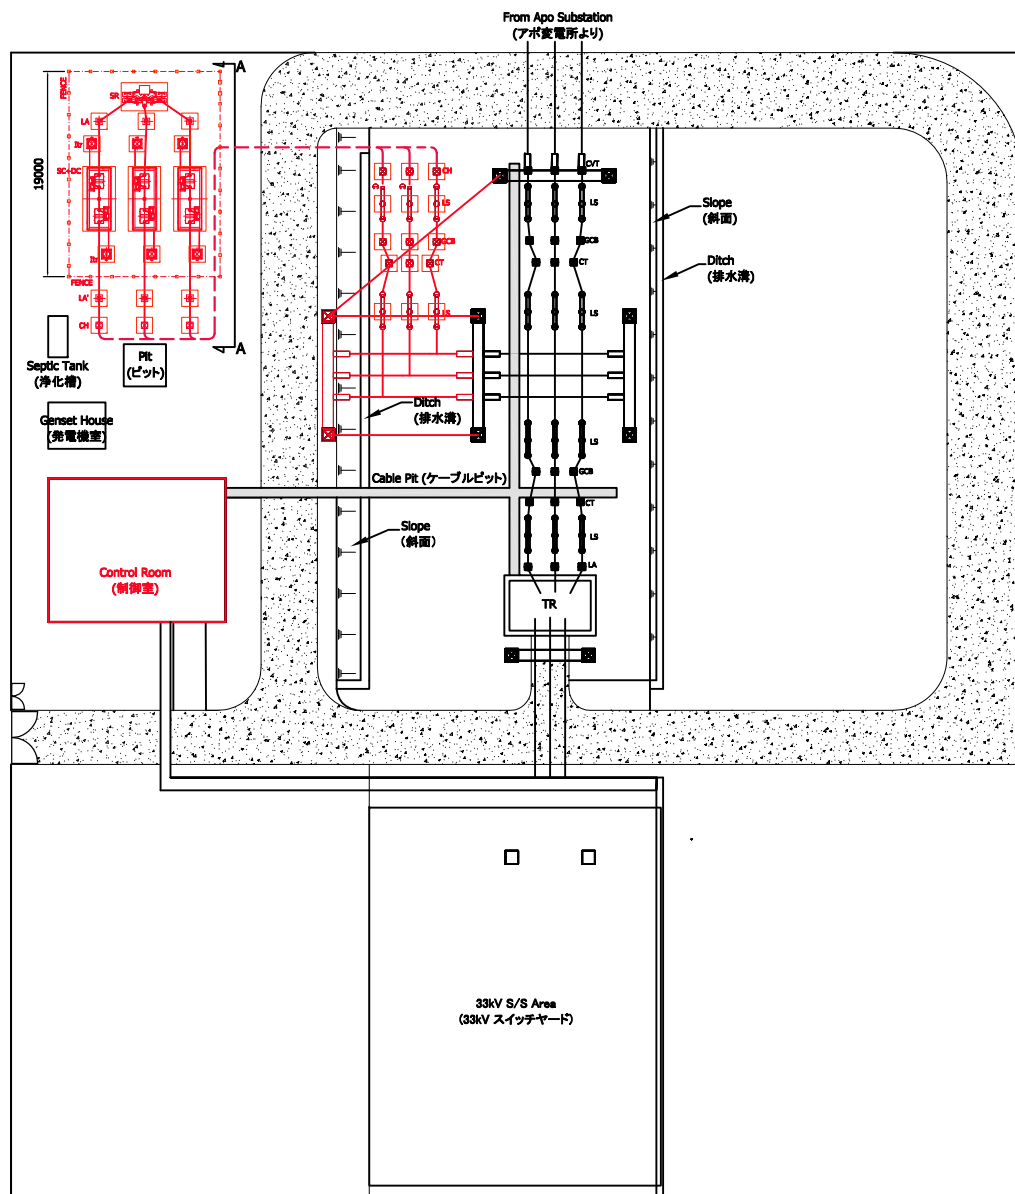 From Apo Substation
(アポ変電所より)
A
FENCE
SR
LA
Itr
SC+DC
19000
Itr
FENCE
LA'
CH
A
CH
LS
GCB
CT
LS
CVT
LS
GCB
CT
LS
Slope
(斜面)
Ditch
(排水溝)
Septic Tank
(浄化槽)
Pit
(ピット)
Genset House
(発電機室)
Ditch
(排水溝)
LS
GCB
Cable Pit (ケーブルピット)
CT
Slope
(斜面)
LS
LA
Control Room
(制御室)
TR
33kV S/S Area
(33kV スイッチヤード)